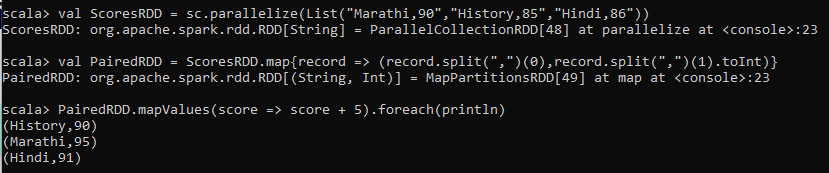 scala> val ScoresRDD = sc.parallelize(List("Marathi,90","History,85","Hindi,86"))
ScoresRDD: org.apache.spark.rdd.RDD[String] = ParallelCollectionRDD[48] at parallelize at <console>:23
scala> val PairedRDD = ScoresRDD.map{record => (record.split(",")(0),record.split(",")(1).toInt)}
PairedRDD: org.apache.spark.rdd.RDD[(String, Int)] = MapPartitionsRDD[49] at map at <console>:23
scala> PairedRDD.mapValues(score => score + 5).foreach(println)
(History,90)
(Marathi,95)
(Hindi,91)